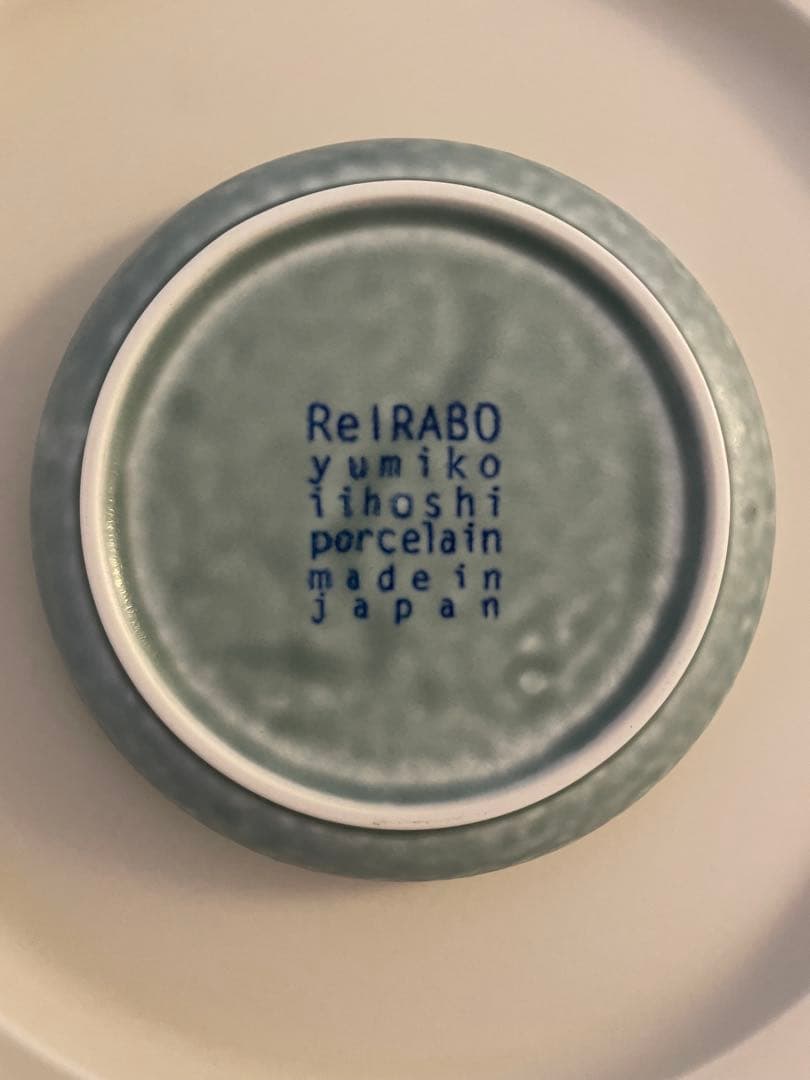 ReIRABO
yumiko
iihoshi
porcelain
made in
japan